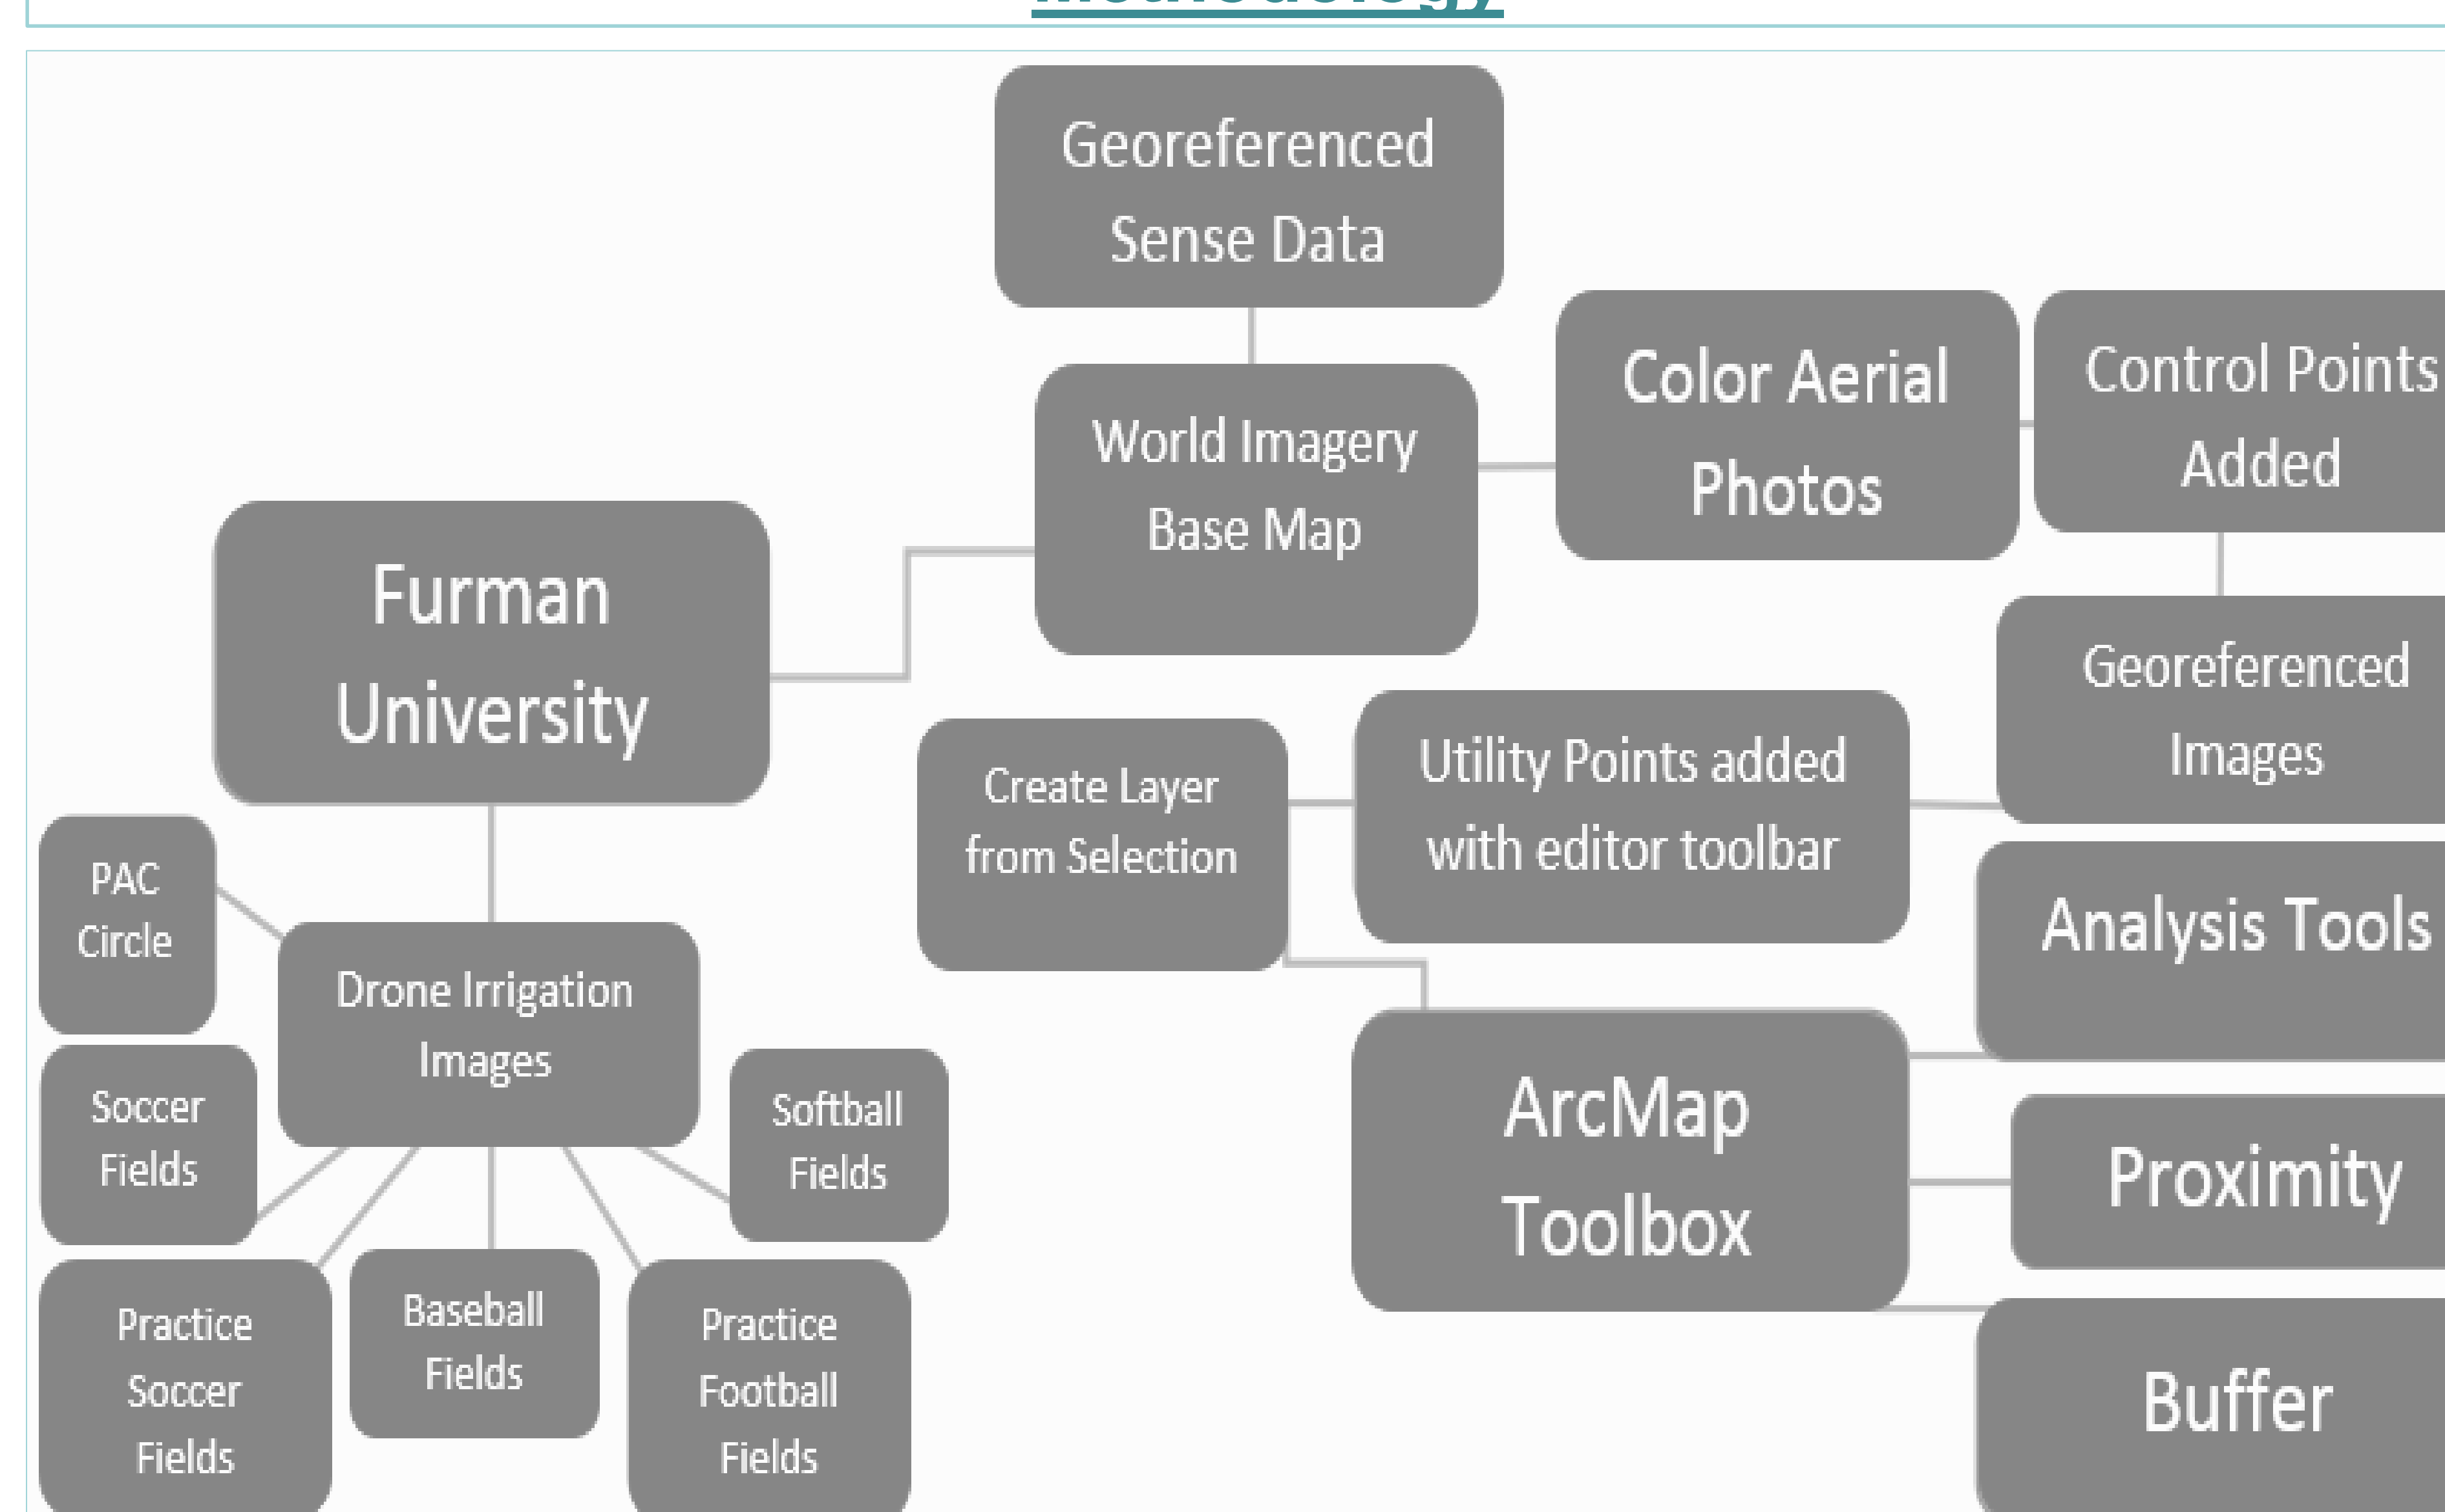 Methodology
Georeferenced
Sense Data
Color Aerial
Photos
Control Points
Added
World Imagery
Base Map
Furman
University
Georeferenced
Images
Utility Points added
with editor toolbar
Create Layer
from Selection
PAC
Circle
Drone Irrigation
Images
Analysis Tools
Soccer
Fields
Softball
Fields
ArcMap
Toolbox
Proximity
Practice
Soccer
Fields
Baseball
Fields
Practice
Football
Fields
Buffer